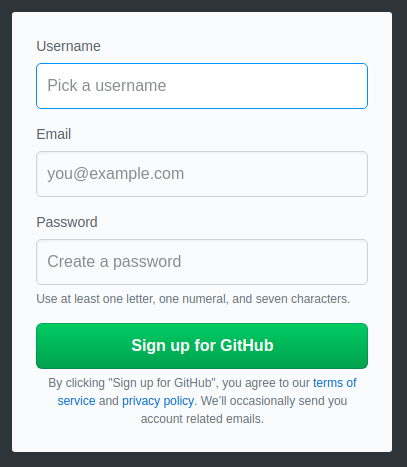 Username
Pick a username
Email
you@example.com
Password
Create a password
Use at least one letter, one numeral, and seven characters.
Sign up for GitHub
By clicking "Sign up for GitHub", you agree to our terms of
service and privacy policy. We’ll occasionally send you
account related emails.